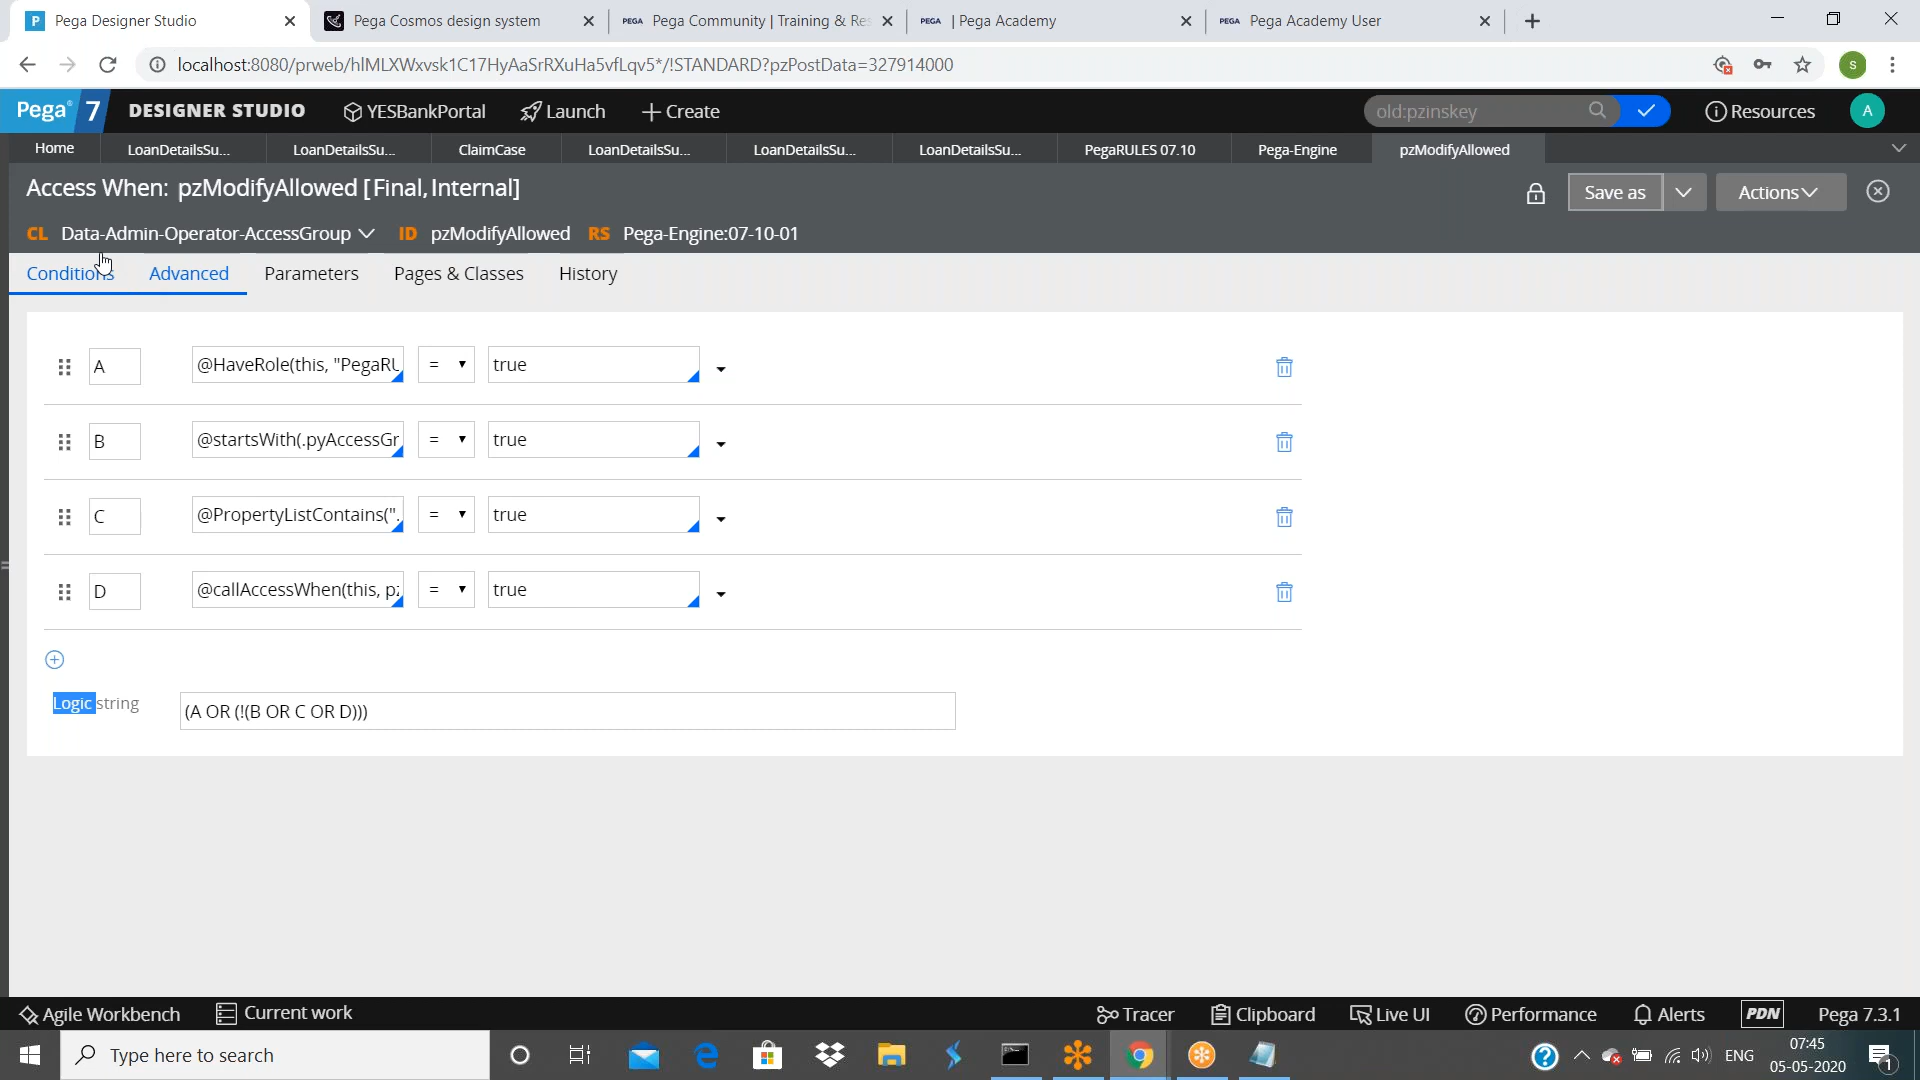 Pega Designer Studio
Pega Cosmos design system
PEGA Pega Community | Training & Res
PEGA | Pega Academy
PEGA Pega Academy User
localhost:8080/prweb/hIMLXWxvsk1C17HyAaSrRXuHa5vfLqv5*/!STANDARD?pzPostData=327914000
s
Pega 7 DESIGNER STUDIO YESBankPortal Launch Create old:pzinskey Resources A
Home LoanDetailsSu... LoanDetailsSu... ClaimCase LoanDetailsSu... LoanDetailsSu... LoanDetailsSu... PegaRULES 07.10 Pega-Engine pzModifyAllowed
Access When: pzModifyAllowed [Final, Internal]
Save as Actions
CL Data-Admin-Operator-AccessGroup ID pzModifyAllowed RS Pega-Engine:07-10-01
Conditions Advanced Parameters Pages & Classes History
A @HaveRole(this, "PegaRU = true
B @startsWith(.pyAccessGr = true
C @PropertyListContains(". = true
D @callAccessWhen(this, pz = true
Logic string (A OR (!(B OR C OR D)))
Agile Workbench Current work Tracer Clipboard Live UI Performance Alerts PDN Pega 7.3.1
Type here to search
ENG
07:45
05-05-2020
1